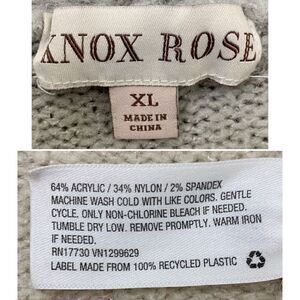 KNOX ROSE
XL
MADE IN
CHINA
64% ACRYLIC / 34% NYLON / 2% SPANDEX
MACHINE WASH COLD WITH LIKE COLORS. GENTLE
CYCLE. ONLY NON-CHLORINE BLEACH IF NEEDED.
TUMBLE DRY LOW. REMOVE PROMPTLY. WARM IRON
IF NEEDED.
RN17730 VN1299629
LABEL MADE FROM 100% RECYCLED PLASTIC